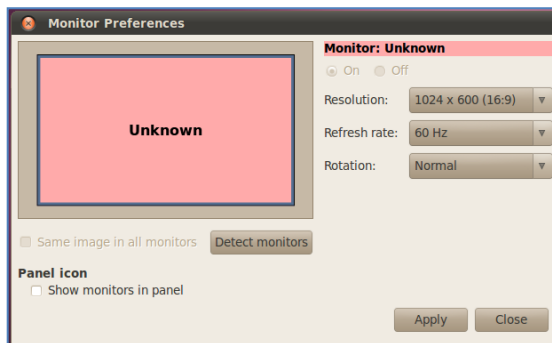 Monitor Preferences
Unknown
Same image in all monitors
Detect monitors
Panel icon
Show monitors in panel
Monitor: Unknown
On Off
Resolution: 1024 x 600 (16:9)
Refresh rate: 60 Hz
Rotation: Normal
Apply Close